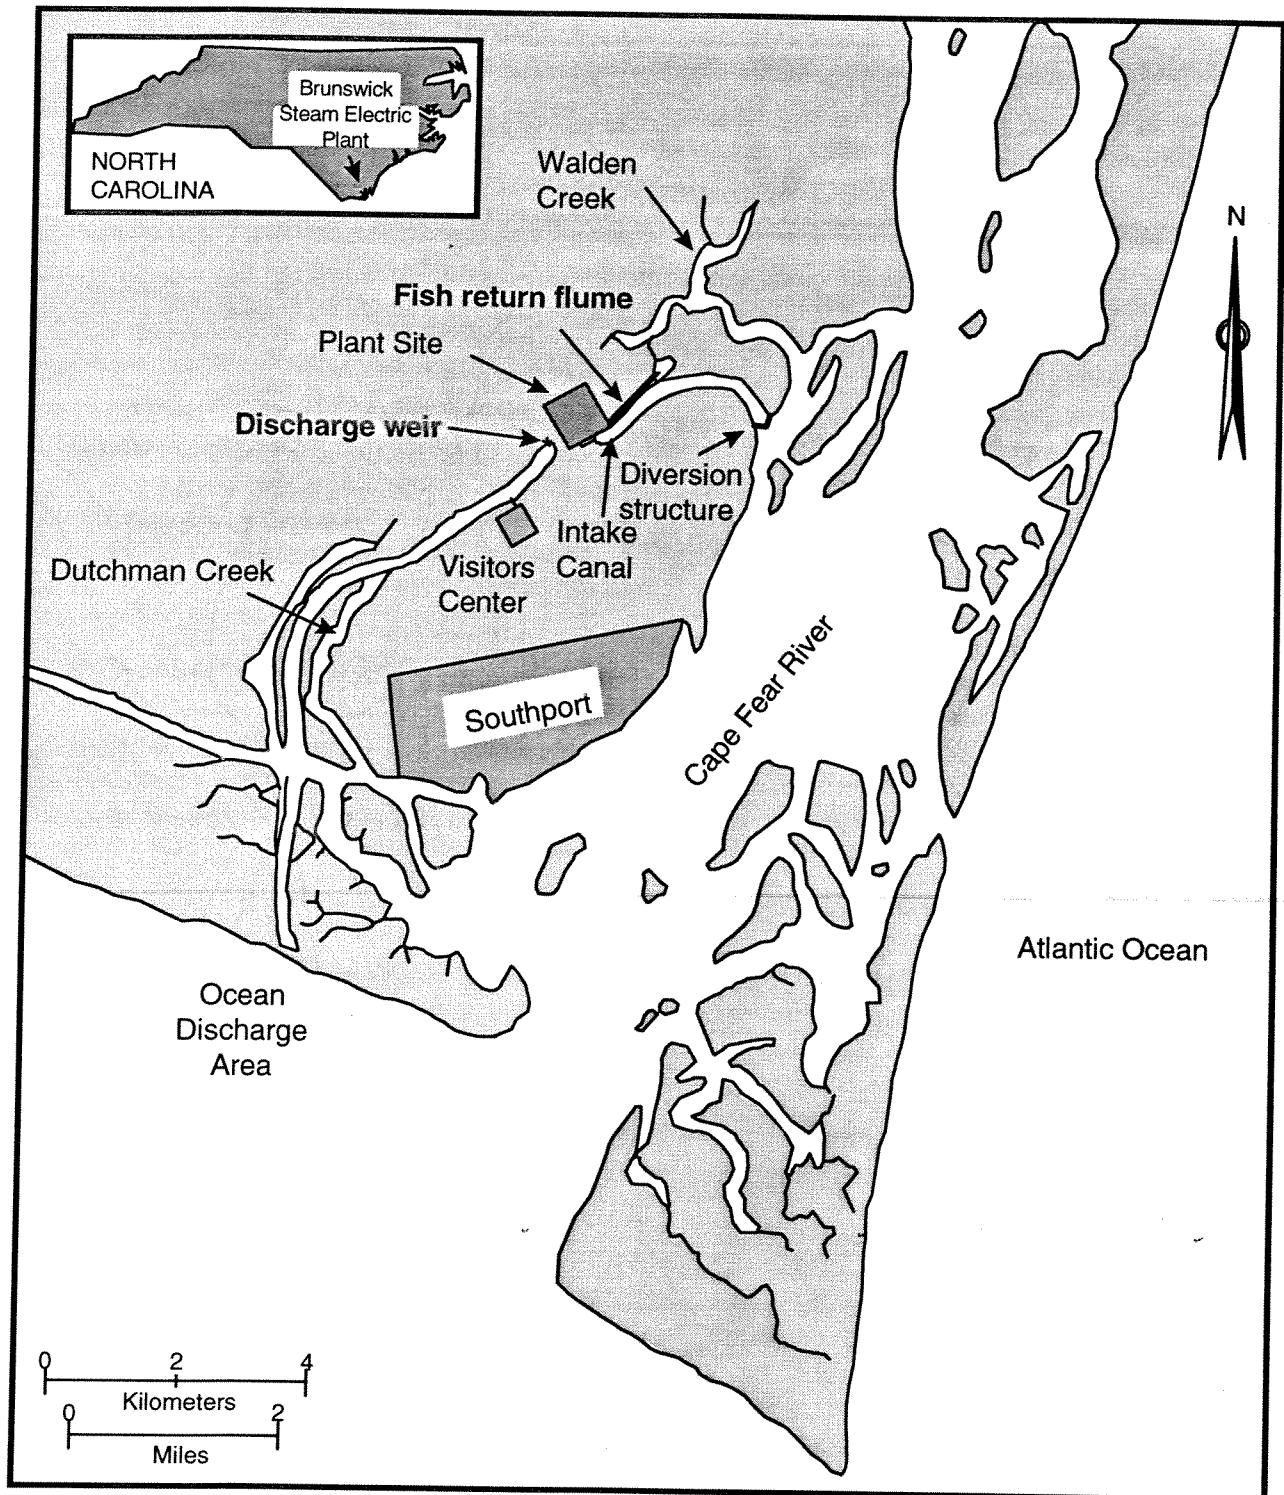 Brunswick
Steam Electric
Plant
NORTH
CAROLINA
Walden
Creek
N
Fish return flume
Plant Site
Discharge weir
Diversion
structure
Intake
Canal
Visitors
Center
Dutchman Creek
Southport
Cape Fear River
Atlantic Ocean
Ocean
Discharge
Area
0 2 4
Kilometers
0 2
Miles